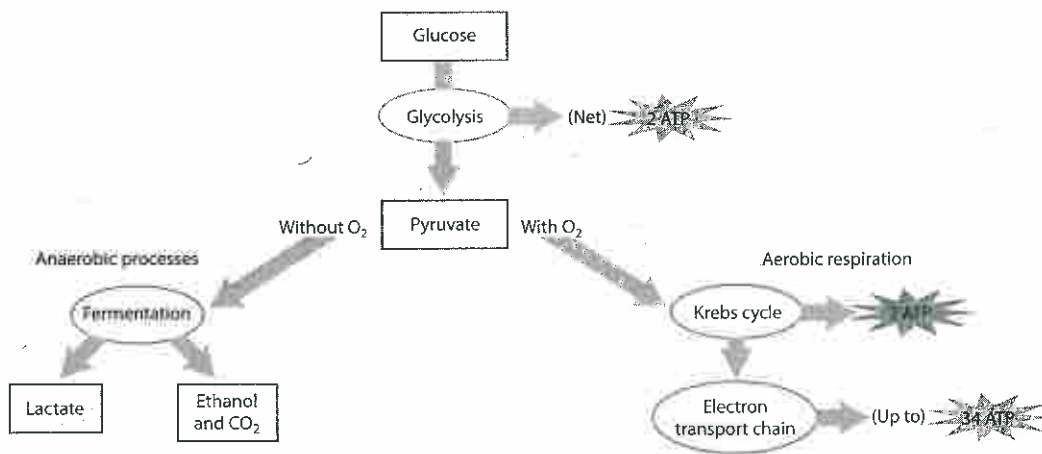 Glucose
Glycolysis
(Net)
2 ATP
Without O₂
Pyruvate
With O₂
Anaerobic processes
Aerobic respiration
Fermentation
Krebs cycle
2 ATP
Lactate
Ethanol
and CO₂
Electron
transport chain
(Up to)
34 ATP